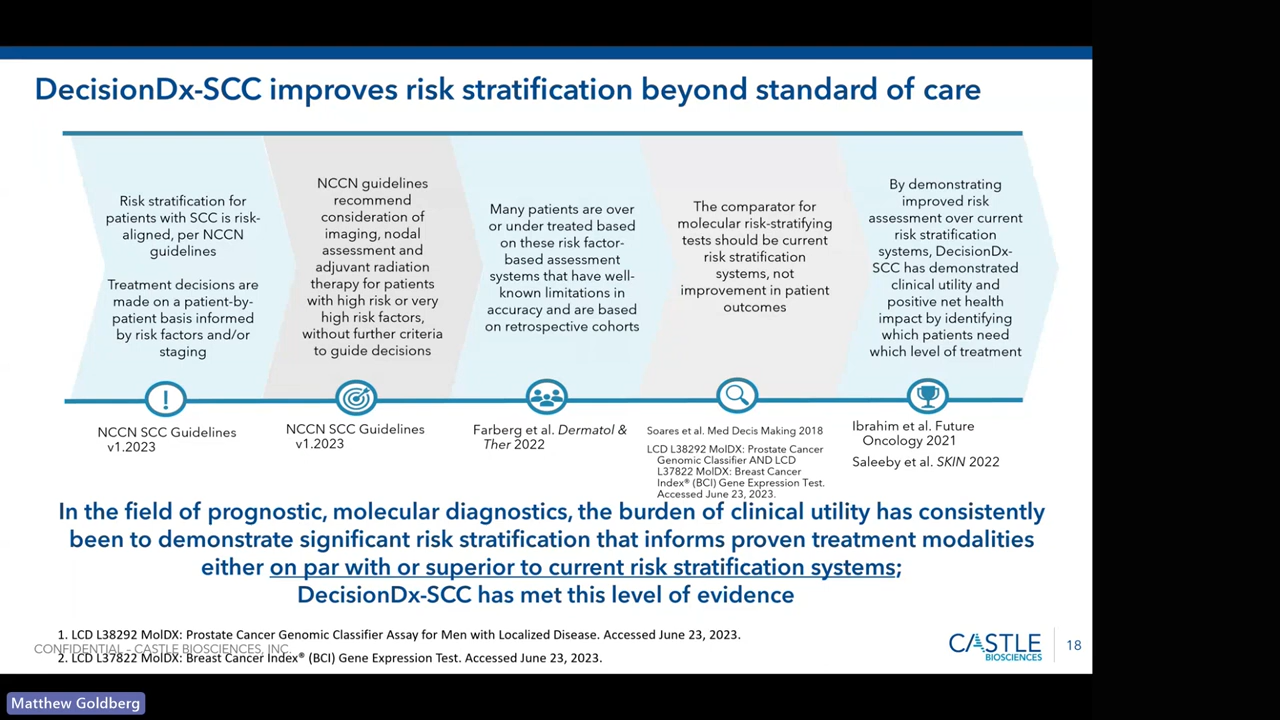 DecisionDx-SCC improves risk stratification beyond standard of care
Risk stratification for
patients with SCC is risk-
aligned, per NCCN
guidelines
Treatment decisions are
made on a patient-by-
patient basis informed
by risk factors and/or
staging
NCCN guidelines
recommend
consideration of
imaging, nodal
assessment and
adjuvant radiation
therapy for patients
with high risk or very
high risk factors,
without further criteria
to guide decisions
Many patients are over
or under treated based
on these risk factor-
based assessment
systems that have well-
known limitations in
accuracy and are based
on retrospective cohorts
The comparator for
molecular risk-stratifying
tests should be current
risk stratification
systems, not
improvement in patient
outcomes
By demonstrating
improved risk
assessment over current
risk stratification
systems, DecisionDx-
SCC has demonstrated
clinical utility and
positive net health
impact by identifying
which patients need
which level of treatment
NCCN SCC Guidelines
v1.2023
NCCN SCC Guidelines
v1.2023
Farberg et al. Dermatol &
Ther 2022
Soares et al. Med Decis Making 2018
LCD L38292 MolDX: Prostate Cancer
Genomic Classifier AND LCD
L37822 MolDX: Breast Cancer
Index® (BCI) Gene Expression Test.
Accessed June 23, 2023.
Ibrahim et al. Future
Oncology 2021
Saleeby et al. SKIN 2022
In the field of prognostic, molecular diagnostics, the burden of clinical utility has consistently
been to demonstrate significant risk stratification that informs proven treatment modalities
either on par with or superior to current risk stratification systems;
DecisionDx-SCC has met this level of evidence
1. LCD L38292 MolDX: Prostate Cancer Genomic Classifier Assay for Men with Localized Disease. Accessed June 23, 2023.
CONFIDENTIAL – CASTLE BIOSCIENCES, INC.
2. LCD L37822 MolDX: Breast Cancer Index® (BCI) Gene Expression Test. Accessed June 23, 2023.
CASTLE
BIOSCIENCES
18
Matthew Goldberg